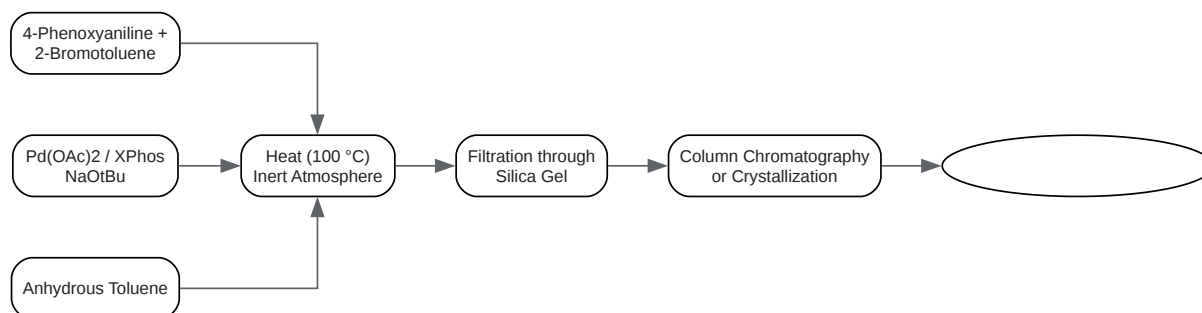 4-Phenoxyaniline +
2-Bromotoluene
Pd(OAc)2 / XPhos
NaOtBu
Anhydrous Toluene
Heat (100 °C)
Inert Atmosphere
Filtration through
Silica Gel
Column Chromatography
or Crystallization